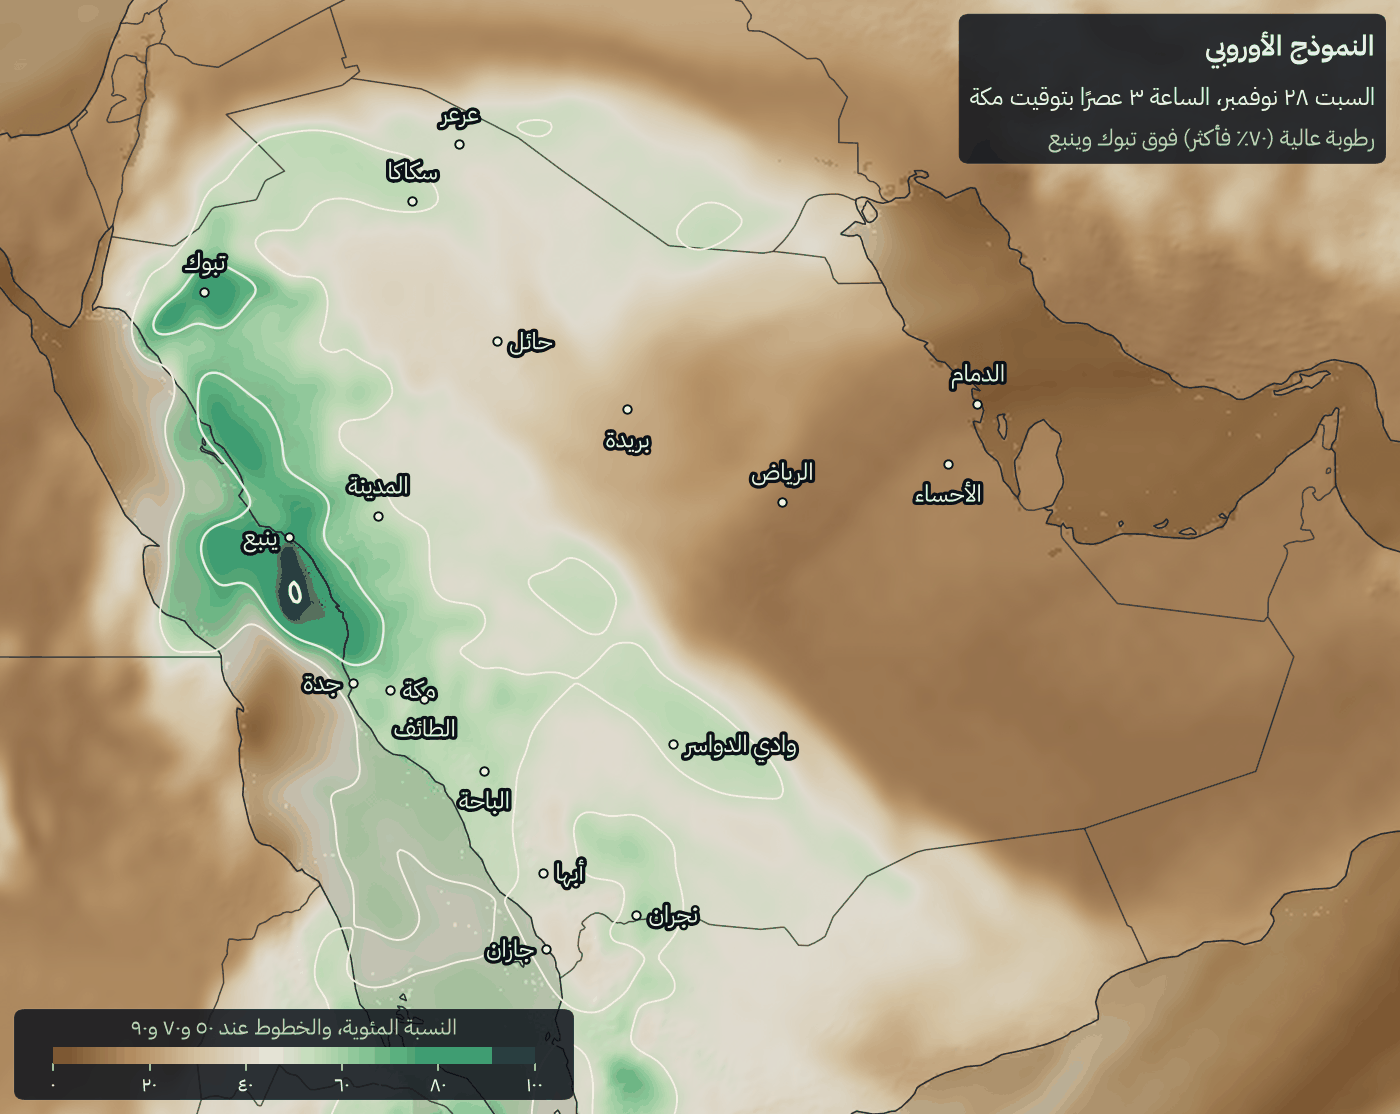 النموذج الأوروبي
السبت ٢٨ نوفمبر، الساعة ٣ عصرًا بتوقيت مكة
رطوبة عالية (٧٠٪ فأكثر) فوق تبوك وينبع
عرعر
سكاكا
تبوك
حائل
الدمام
بريدة
الرياض
الأحساء
المدينة
ينبع
جدة
مكة
الطائف
وادي الدواسر
الباحة
أبها
نجران
جازان
النسبة المئوية، والخطوط عند ٥٠ و٧٠ و٩٠
٠ ٢٠ ٤٠ ٦٠ ٨٠ ١٠٠